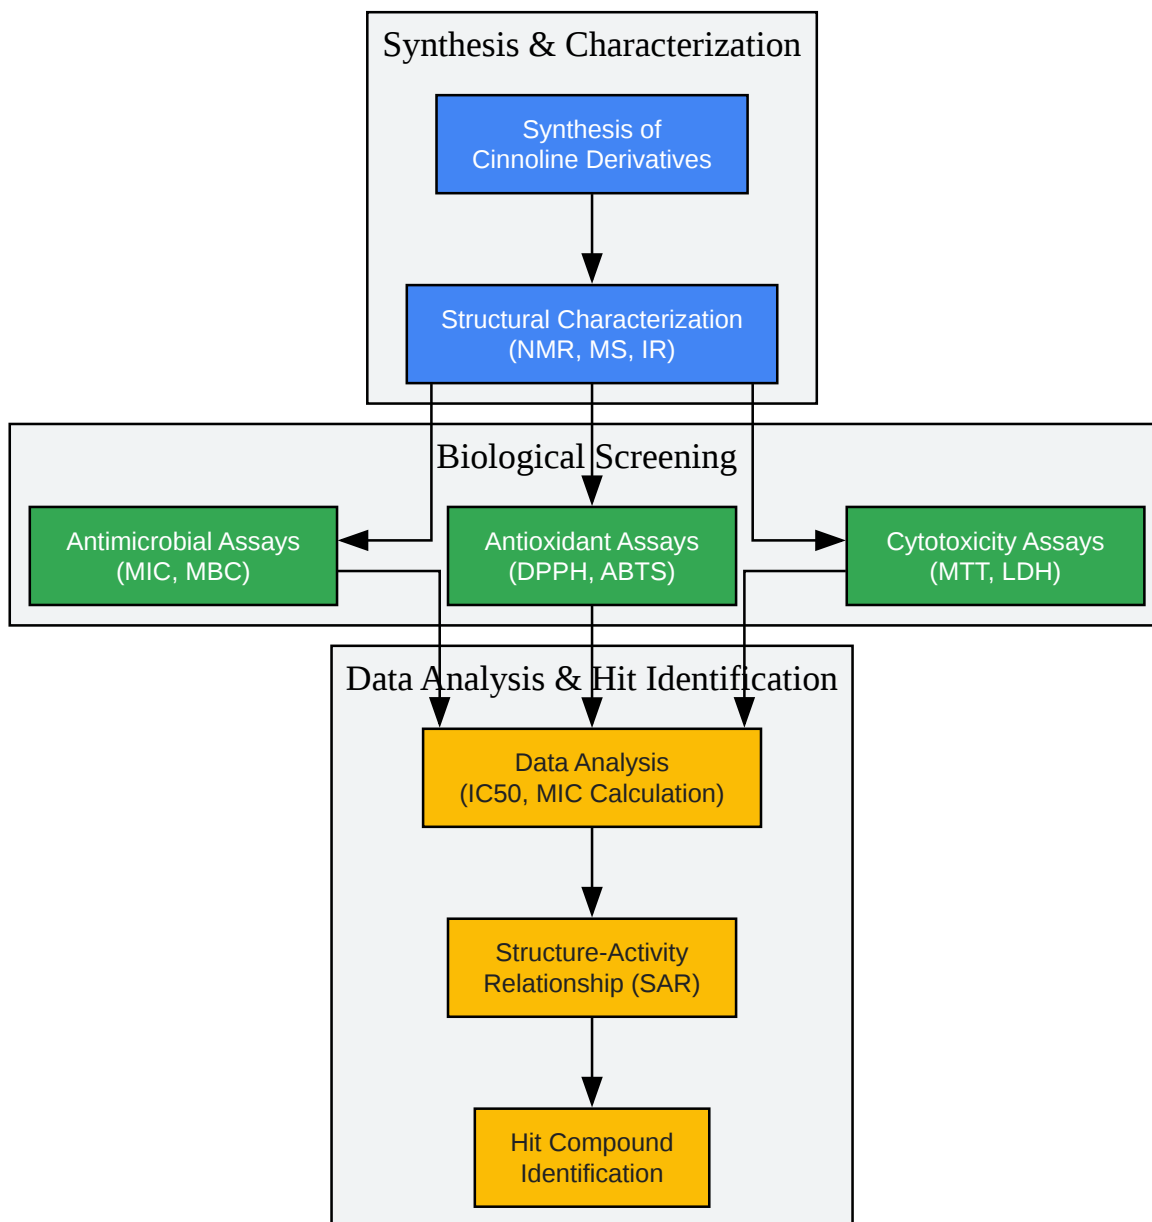 Synthesis & Characterization
Synthesis of
Cinnoline Derivatives
Structural Characterization
(NMR, MS, IR)
Biological Screening
Antimicrobial Assays
(MIC, MBC)
Antioxidant Assays
(DPPH, ABTS)
Cytotoxicity Assays
(MTT, LDH)
Data Analysis & Hit Identification
Data Analysis
(IC50, MIC Calculation)
Structure-Activity
Relationship (SAR)
Hit Compound
Identification